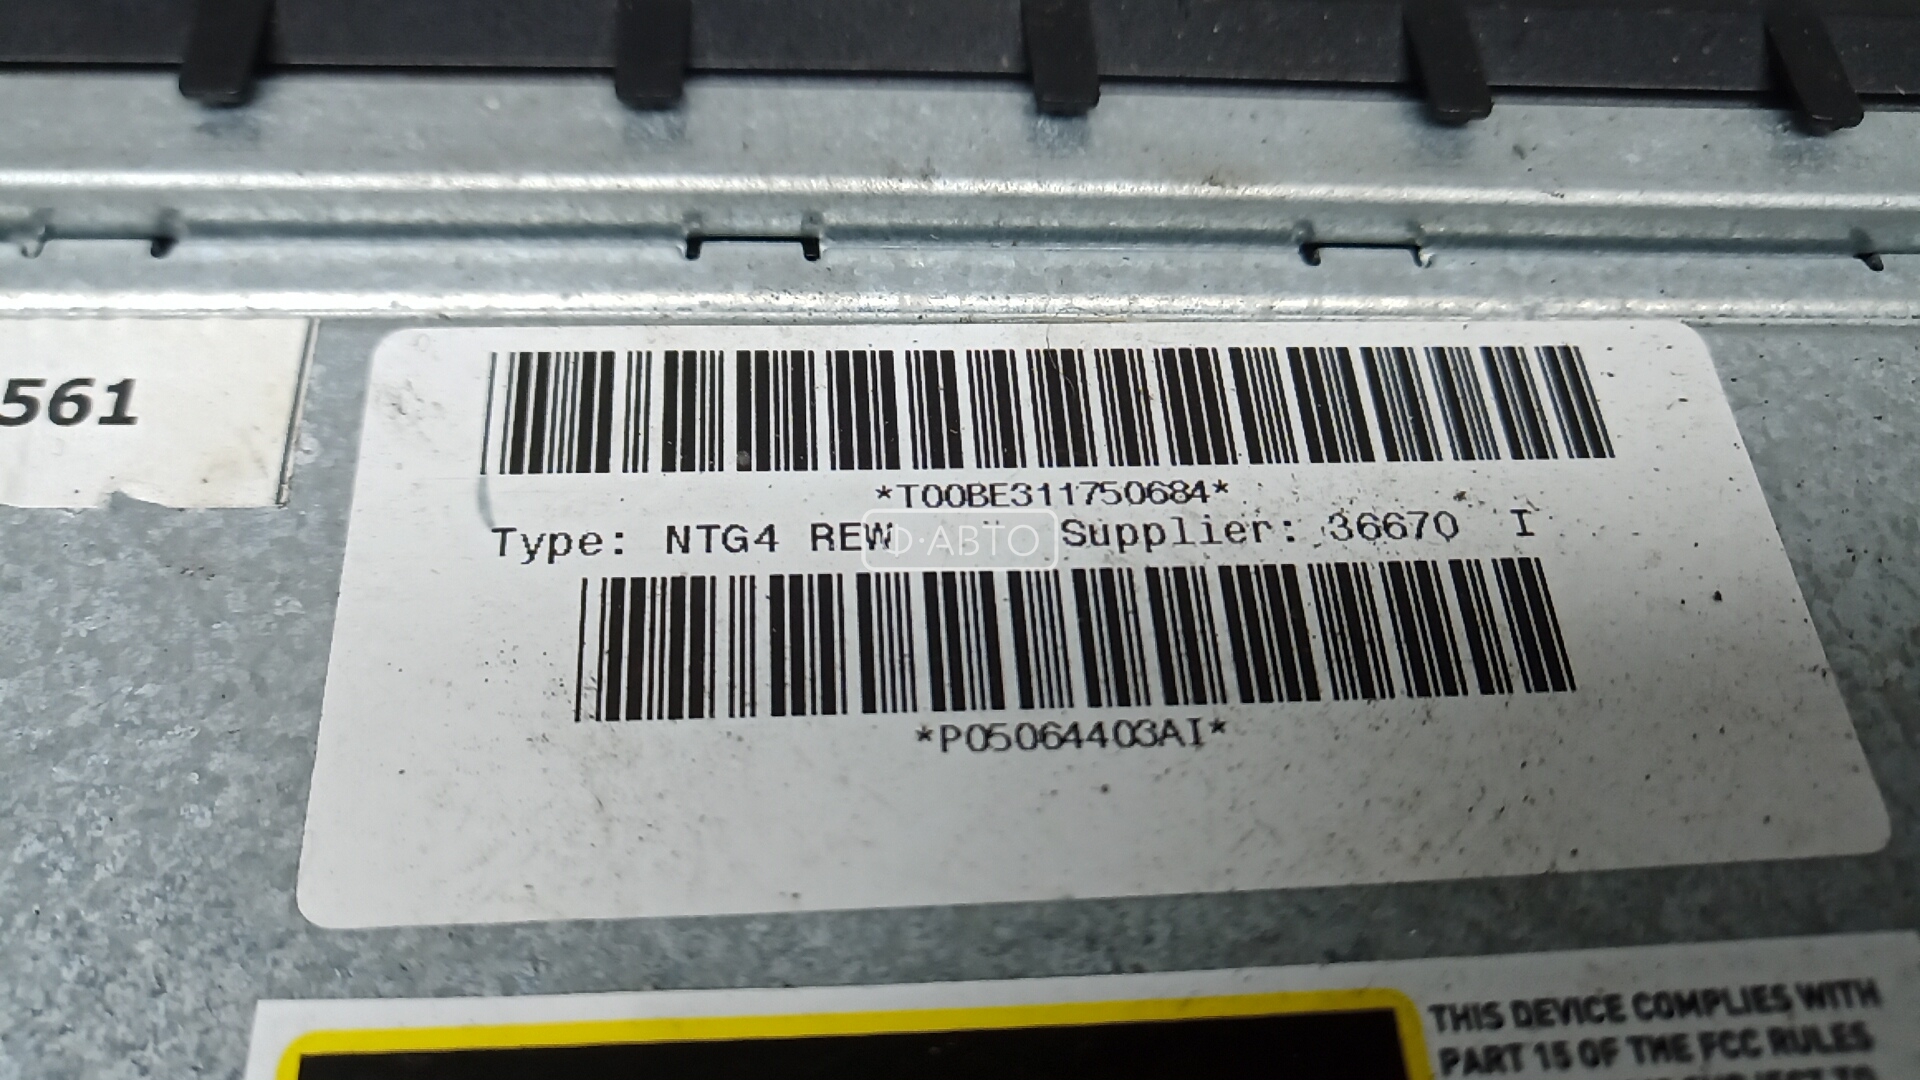 561
*T00BE311750684*
Type: NTG4 REW Supplier: 36670 I
Ф·АВТО
*P05064403AI*
THIS DEVICE COMPLIES WITH
PART 15 OF THE FCC RULES